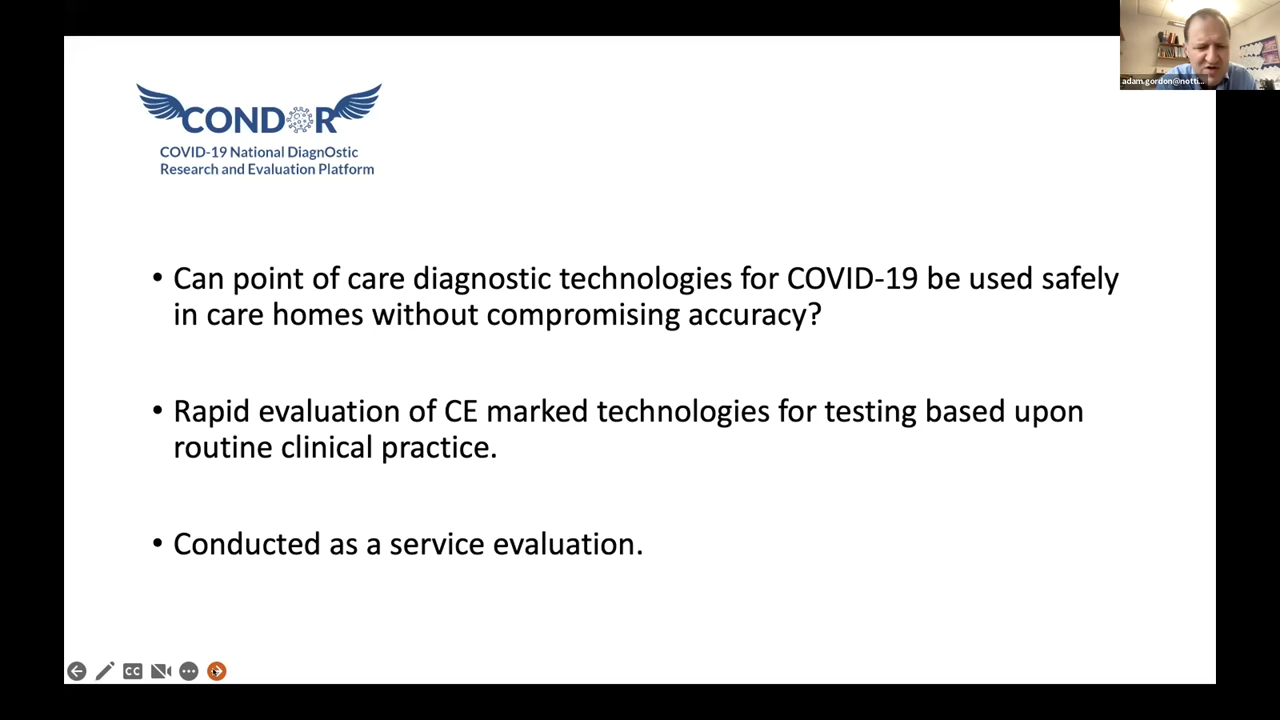 adam.gordon@notti...
CONDOR
COVID-19 National DiagnOstic
Research and Evaluation Platform
• Can point of care diagnostic technologies for COVID-19 be used safely
in care homes without compromising accuracy?
• Rapid evaluation of CE marked technologies for testing based upon
routine clinical practice.
• Conducted as a service evaluation.
CC